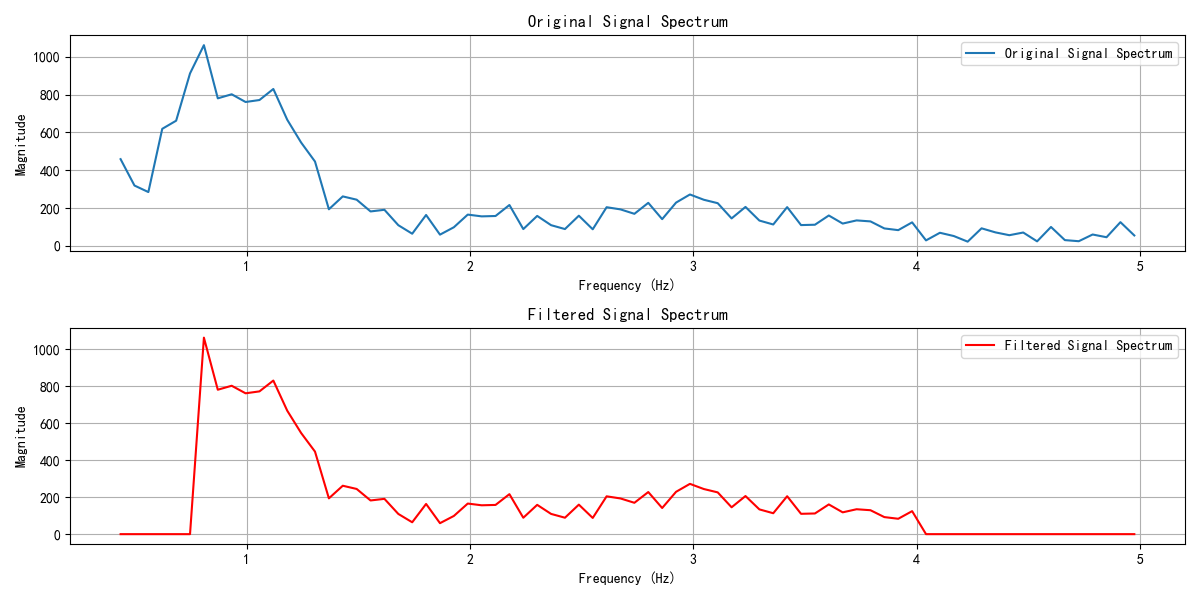 Original Signal Spectrum
Original Signal Spectrum
Magnitude
1000
800
600
400
200
0
1 2 3 4 5
Frequency (Hz)
Filtered Signal Spectrum
Filtered Signal Spectrum
Magnitude
1000
800
600
400
200
0
1 2 3 4 5
Frequency (Hz)